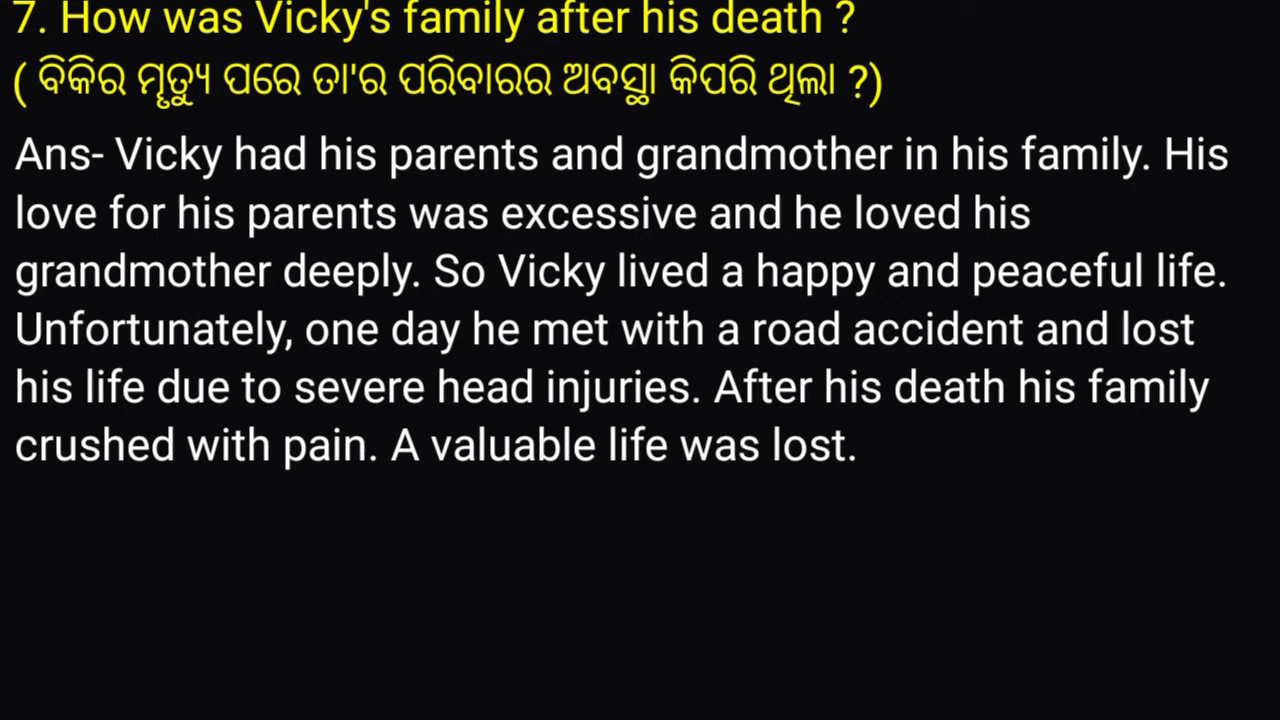 7. How was Vicky's family after his death ?
( ବିକିର ମୃତ୍ୟୁ ପରେ ତା'ର ପରିବାରର ଅବସ୍ଥା କିପରି ଥିଲା ?)
Ans- Vicky had his parents and grandmother in his family. His
love for his parents was excessive and he loved his
grandmother deeply. So Vicky lived a happy and peaceful life.
Unfortunately, one day he met with a road accident and lost
his life due to severe head injuries. After his death his family
crushed with pain. A valuable life was lost.